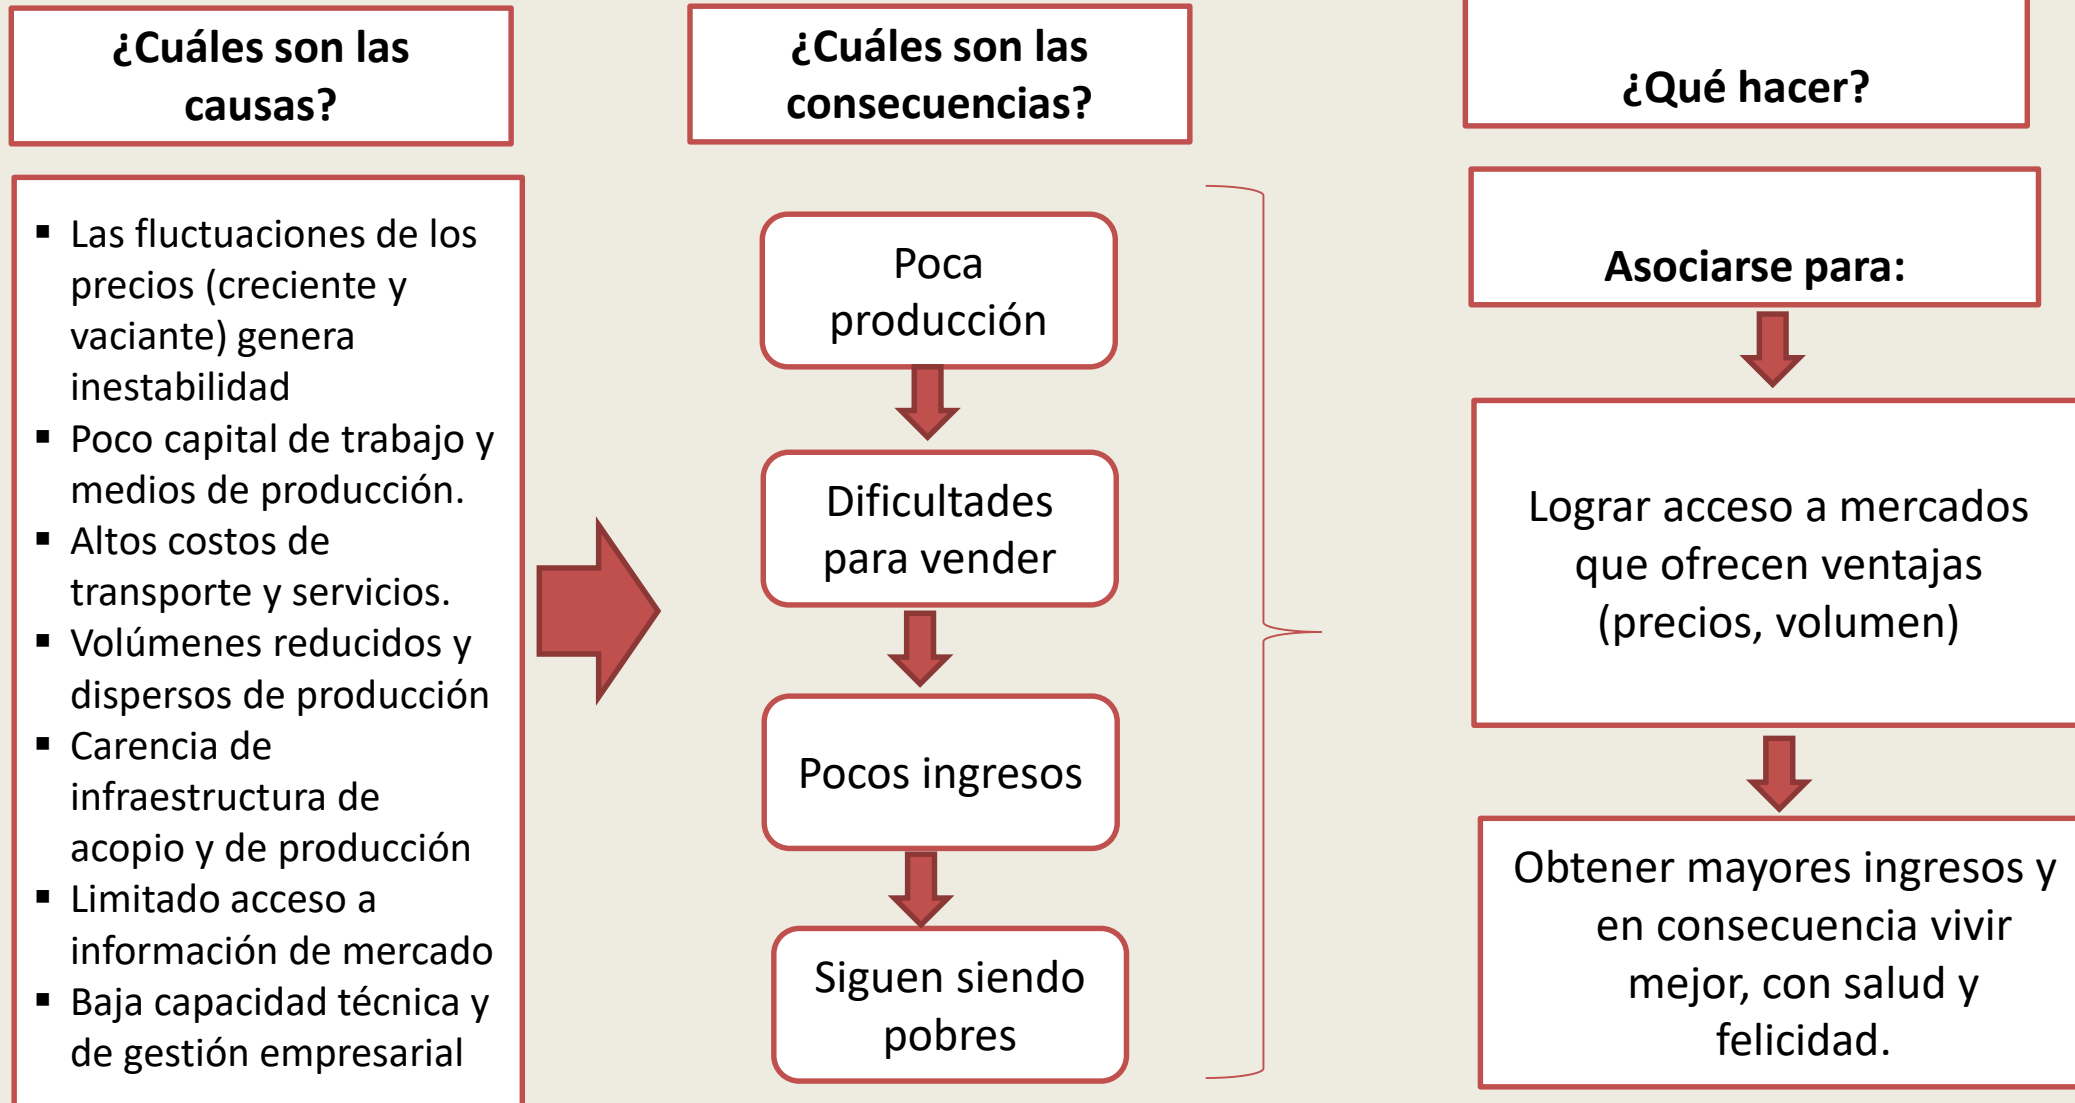 ¿Cuáles son las
causas?
▪ Las fluctuaciones de los
precios (creciente y
vaciante) genera
inestabilidad
▪ Poco capital de trabajo y
medios de producción.
▪ Altos costos de
transporte y servicios.
▪ Volúmenes reducidos y
dispersos de producción
▪ Carencia de
infraestructura de
acopio y de producción
▪ Limitado acceso a
información de mercado
▪ Baja capacidad técnica y
de gestión empresarial
¿Cuáles son las
consecuencias?
Poca
producción
Dificultades
para vender
Pocos ingresos
Siguen siendo
pobres
¿Qué hacer?
Asociarse para:
Lograr acceso a mercados
que ofrecen ventajas
(precios, volumen)
Obtener mayores ingresos y
en consecuencia vivir
mejor, con salud y
felicidad.